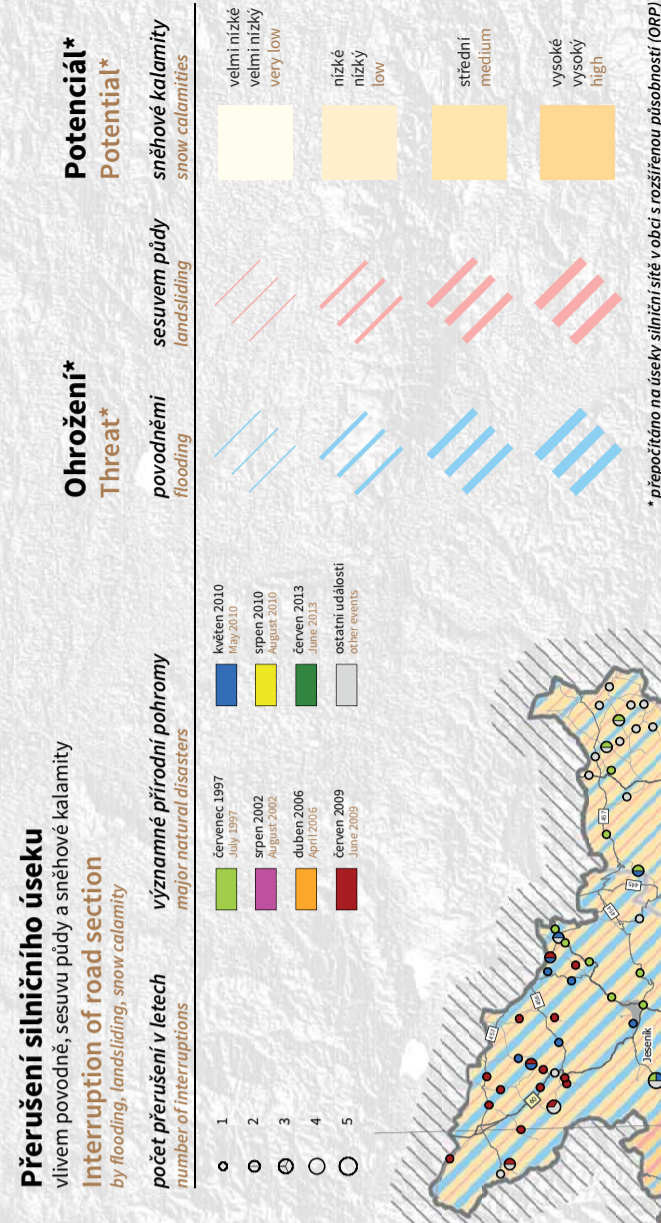 Přerušení silničního úseku
vlivem povodně, sesuvu půdy a sněhové kalamity
Interruption of road section
by flooding, landsliding, snow calamity
počet přerušení v letech
number of interruptions
1
2
3
4
5
významné přírodní pohromy
major natural disasters
červenec 1997
July 1997
srpen 2002
August 2002
duben 2006
April 2006
červen 2009
June 2009
květen 2010
May 2010
srpen 2010
August 2010
červen 2013
June 2013
ostatní události
other events
Ohrožení*
Threat*
povodněmi
flooding
sesuvem půdy
landsliding
Potenciál*
Potential*
sněhové kalamity
snow calamities
velmi nízké
velmi nízký
very low
nízké
nízký
low
střední
medium
vysoké
vysoký
high
* přepočítáno na úseky silniční sítě v obci s rozšířenou působností (ORP)
457
60
Jeseník
445
457